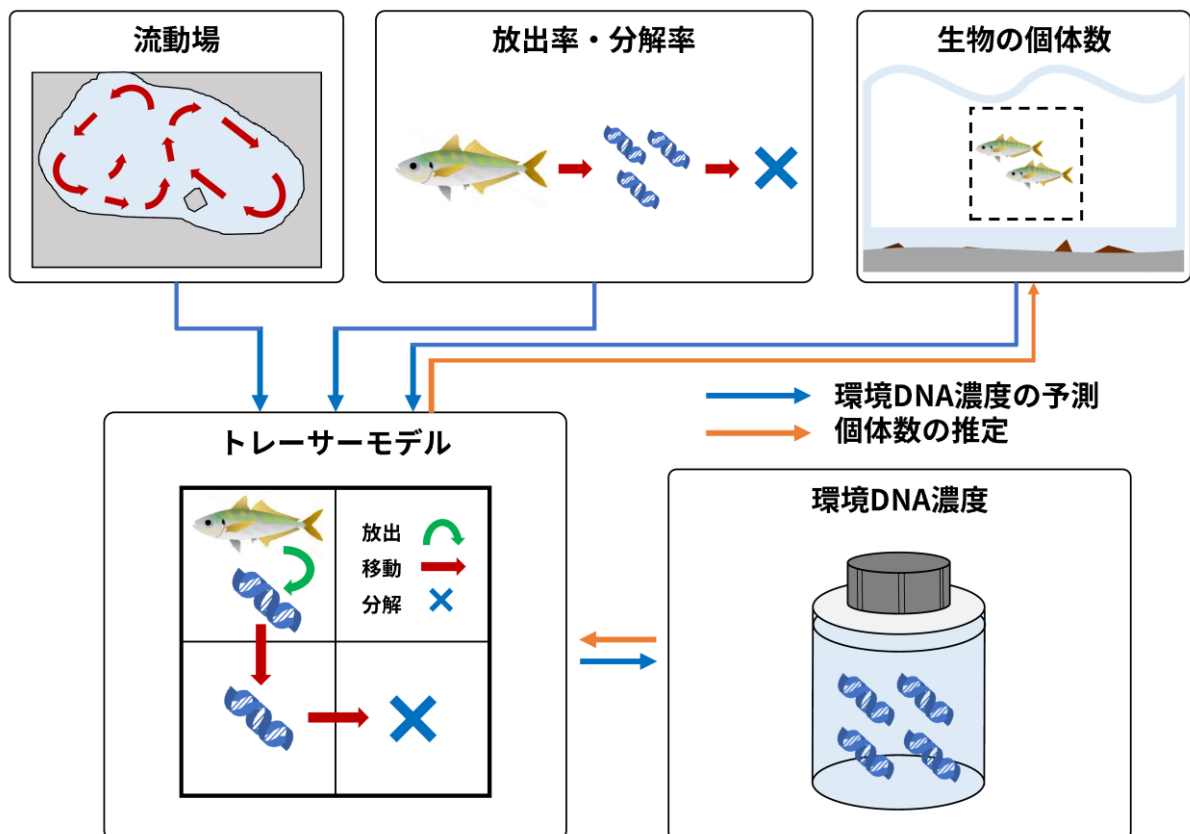 流動場
放出率・分解率
生物の個体数
環境DNA濃度の予測
個体数の推定
トレーサーモデル
放出
移動
分解
環境DNA濃度